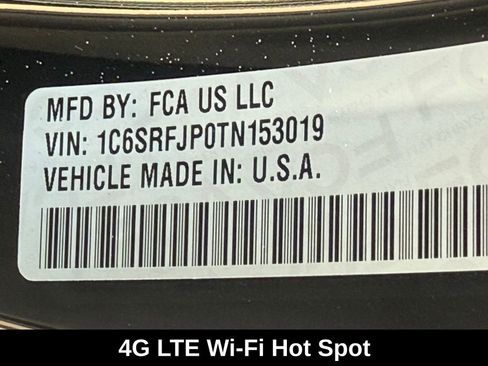 MFD BY: FCA US LLC
VIN: 1C6SRFJP0TN153019
VEHICLE MADE IN: U.S.A.
4G LTE Wi-Fi Hot Spot